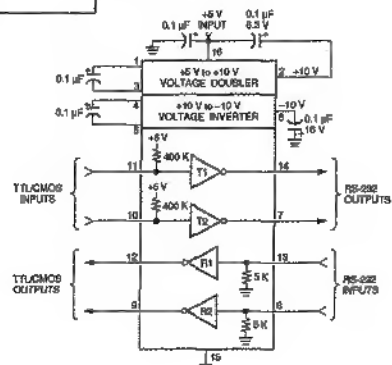 0.1 µF
+5 V
INPUT
0.1 µF
6.3 V
16
1
+5 V to +10 V
VOLTAGE DOUBLER
2
+10 V
0.1 µF
3
4
+10 V to -10 V
VOLTAGE INVERTER
-10 V
6
0.1 µF
5
0.1 µF
16 V
+5 V
400 K
11
T1
14
TTL/CMOS
INPUTS
+5 V
400 K
RS-232
OUTPUTS
10
T2
7
12
R1
13
TTL/CMOS
OUTPUTS
5 K
RS-232
INPUTS
9
R2
8
5 K
15